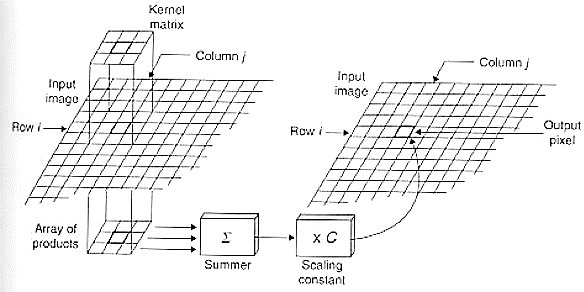 Kernel
matrix
Column j
Input
image
Row i
Array of
products
Σ
Summer
x C
Scaling
constant
Column j
Input
image
Row i
Output
pixel